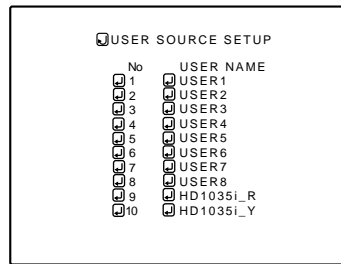 USER SOURCE SETUP
No USER NAME
1 USER1
2 USER2
3 USER3
4 USER4
5 USER5
6 USER6
7 USER7
8 USER8
9 HD1035i_R
10 HD1035i_Y